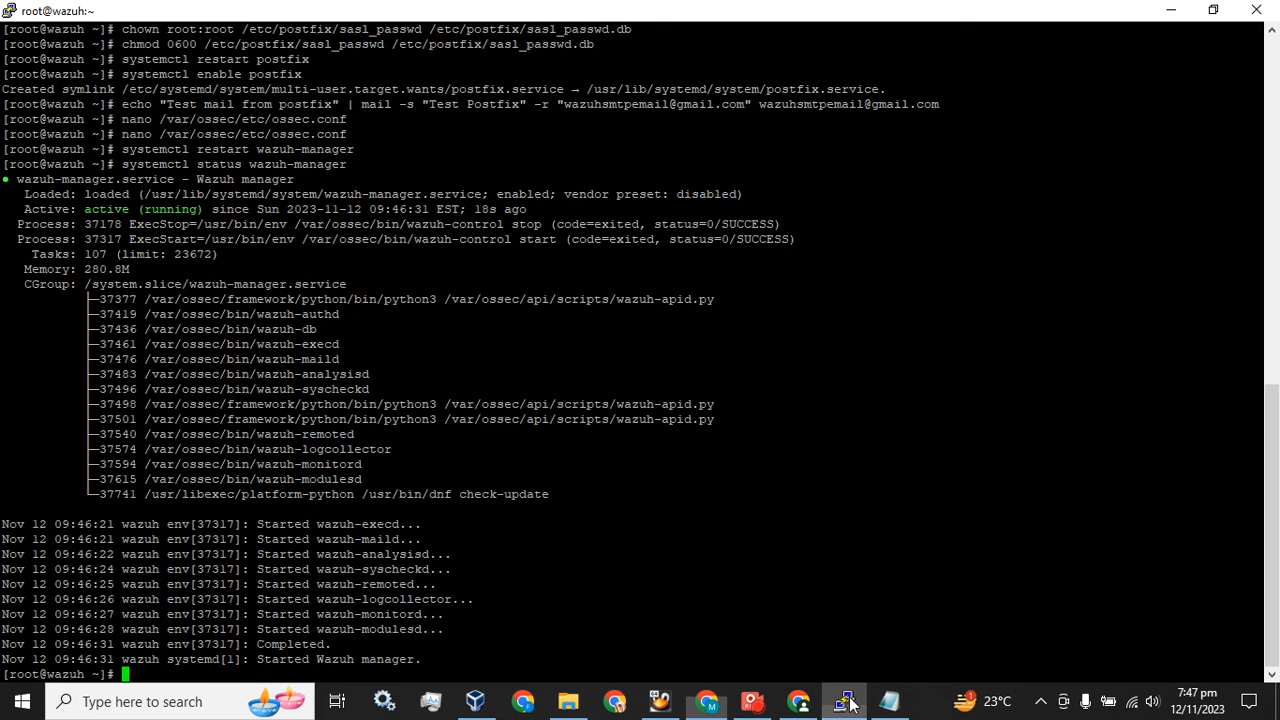 root@wazuh:~
[root@wazuh ~]# chown root:root /etc/postfix/sasl_passwd /etc/postfix/sasl_passwd.db
[root@wazuh ~]# chmod 0600 /etc/postfix/sasl_passwd /etc/postfix/sasl_passwd.db
[root@wazuh ~]# systemctl restart postfix
[root@wazuh ~]# systemctl enable postfix
Created symlink /etc/systemd/system/multi-user.target.wants/postfix.service → /usr/lib/systemd/system/postfix.service.
[root@wazuh ~]# echo "Test mail from postfix" | mail -s "Test Postfix" -r "wazuhsmtpemail@gmail.com" wazuhsmtpemail@gmail.com
[root@wazuh ~]# nano /var/ossec/etc/ossec.conf
[root@wazuh ~]# nano /var/ossec/etc/ossec.conf
[root@wazuh ~]# systemctl restart wazuh-manager
[root@wazuh ~]# systemctl status wazuh-manager
● wazuh-manager.service - Wazuh manager
Loaded: loaded (/usr/lib/systemd/system/wazuh-manager.service; enabled; vendor preset: disabled)
Active: active (running) since Sun 2023-11-12 09:46:31 EST; 18s ago
Process: 37178 ExecStop=/usr/bin/env /var/ossec/bin/wazuh-control stop (code=exited, status=0/SUCCESS)
Process: 37317 ExecStart=/usr/bin/env /var/ossec/bin/wazuh-control start (code=exited, status=0/SUCCESS)
Tasks: 107 (limit: 23672)
Memory: 280.8M
CGroup: /system.slice/wazuh-manager.service
├─37377 /var/ossec/framework/python/bin/python3 /var/ossec/api/scripts/wazuh-apid.py
├─37419 /var/ossec/bin/wazuh-authd
├─37436 /var/ossec/bin/wazuh-db
├─37461 /var/ossec/bin/wazuh-execd
├─37476 /var/ossec/bin/wazuh-maild
├─37483 /var/ossec/bin/wazuh-analysisd
├─37496 /var/ossec/bin/wazuh-syscheckd
├─37498 /var/ossec/framework/python/bin/python3 /var/ossec/api/scripts/wazuh-apid.py
├─37501 /var/ossec/framework/python/bin/python3 /var/ossec/api/scripts/wazuh-apid.py
├─37540 /var/ossec/bin/wazuh-remoted
├─37574 /var/ossec/bin/wazuh-logcollector
├─37594 /var/ossec/bin/wazuh-monitord
├─37615 /var/ossec/bin/wazuh-modulesd
└─37741 /usr/libexec/platform-python /usr/bin/dnf check-update
Nov 12 09:46:21 wazuh env[37317]: Started wazuh-execd...
Nov 12 09:46:21 wazuh env[37317]: Started wazuh-maild...
Nov 12 09:46:22 wazuh env[37317]: Started wazuh-analysisd...
Nov 12 09:46:24 wazuh env[37317]: Started wazuh-syscheckd...
Nov 12 09:46:25 wazuh env[37317]: Started wazuh-remoted...
Nov 12 09:46:26 wazuh env[37317]: Started wazuh-logcollector...
Nov 12 09:46:27 wazuh env[37317]: Started wazuh-monitord...
Nov 12 09:46:28 wazuh env[37317]: Started wazuh-modulesd...
Nov 12 09:46:31 wazuh env[37317]: Completed.
Nov 12 09:46:31 wazuh systemd[1]: Started Wazuh manager.
[root@wazuh ~]#
Type here to search
23°C
7:47 pm
12/11/2023